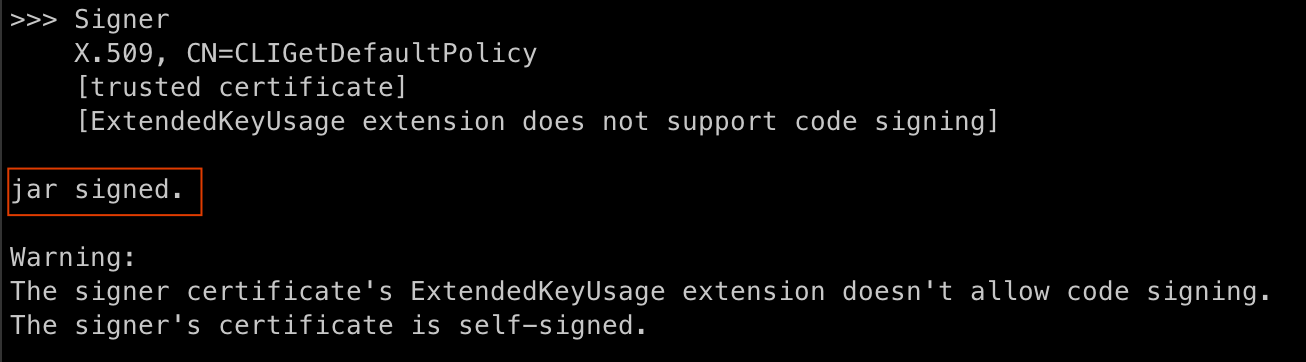 >>> Signer
X.509, CN=CLIGetDefaultPolicy
[trusted certificate]
[ExtendedKeyUsage extension does not support code signing]
jar signed.
Warning:
The signer certificate's ExtendedKeyUsage extension doesn't allow code signing.
The signer's certificate is self-signed.